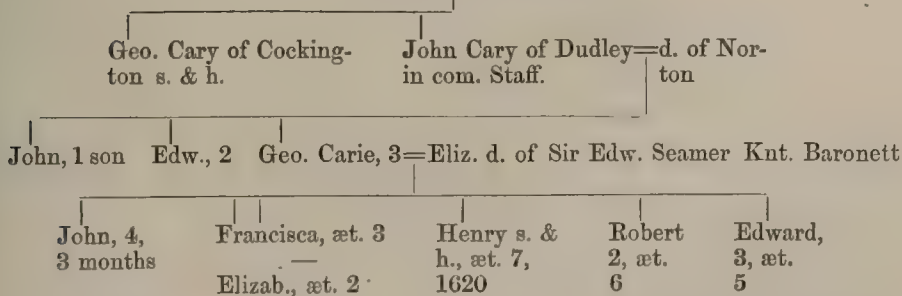 Geo. Cary of Cocking- John Cary of Dudley=d. of Nor-
ton s. & h. in com. Staff. ton
John, 1 son Edw., 2 Geo. Carie, 3=Eliz. d. of Sir Edw. Seamer Knt. Baronett
John, 4, Francisca, æt. 3 Henry s. & Robert Edward,
3 months — h., æt. 7, 2, æt. 3, æt.
Elizab., æt. 2 1620 6 5